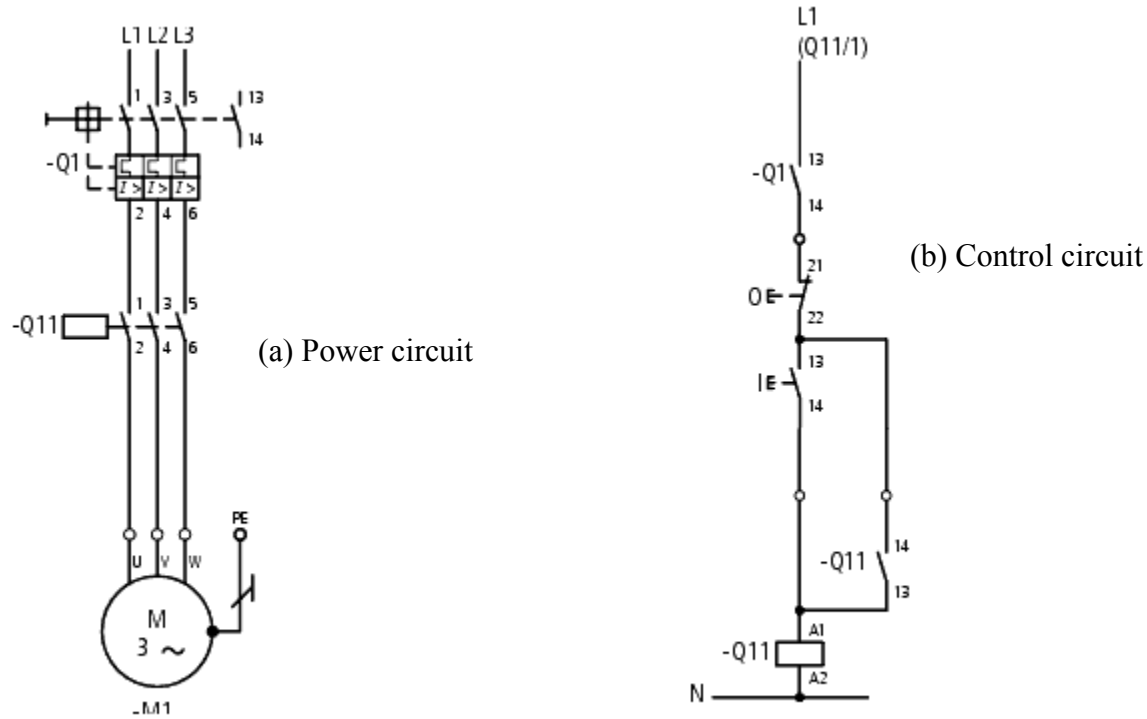 L1 L2 L3
1 3 5 13
14
-Q1
I> I> I>
2 4 6
1 3 5
-Q11
2 4 6
(a) Power circuit
PE
U V W
M
3 ~
-M1
L1
(Q11/1)
13
-Q1
14
(b) Control circuit
21
O E
22
13
I E
14
14
-Q11
13
A1
-Q11
A2
N